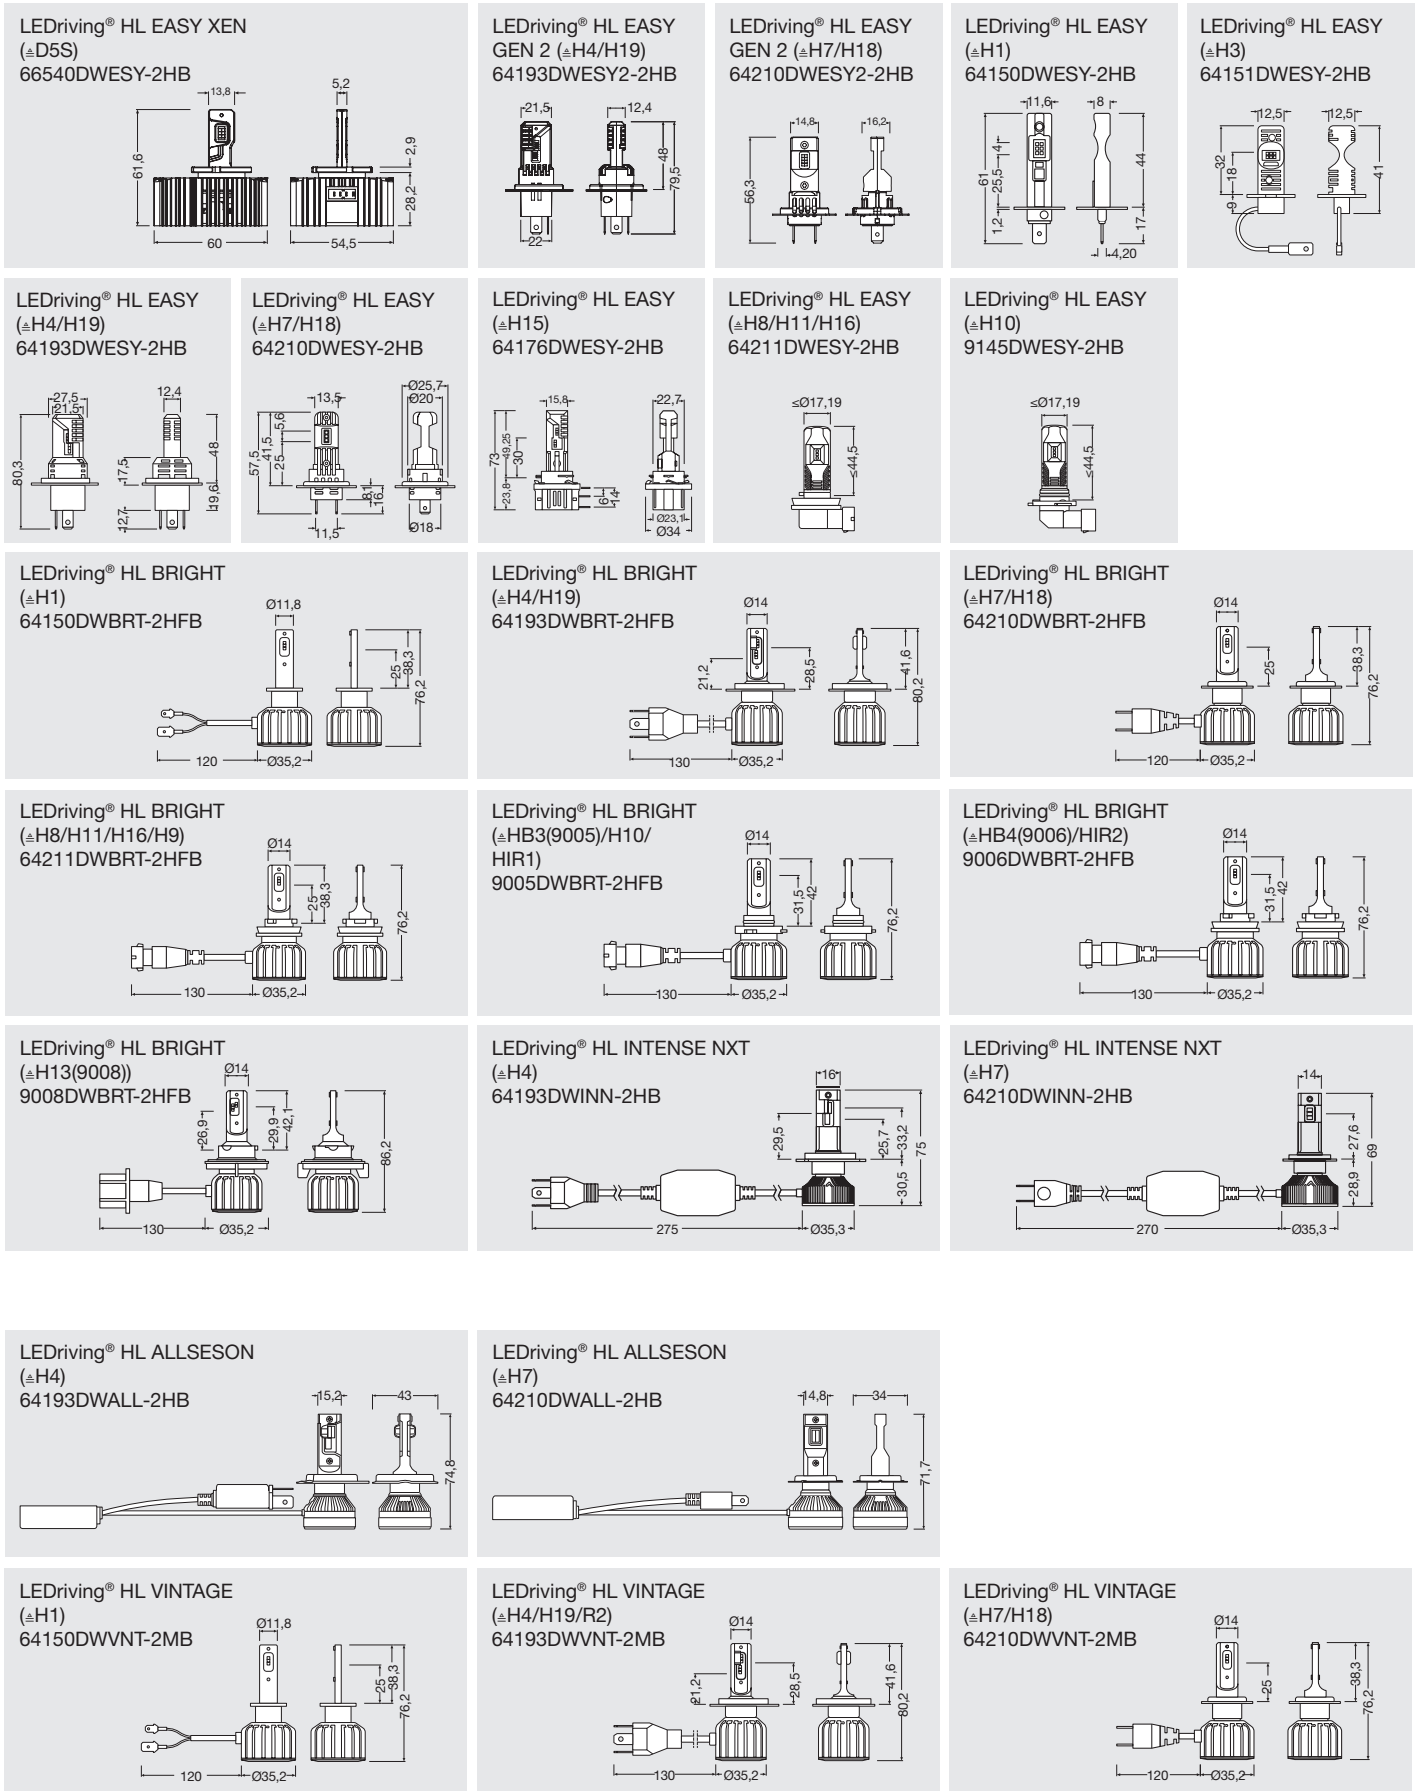 LEDriving® HL EASY XEN
(≙D5S)
66540DWESY-2HB
13,8
5,2
61,6
2,9
28,2
60
54,5
LEDriving® HL EASY
GEN 2 (≙H4/H19)
64193DWESY2-2HB
21,5
12,4
48
79,5
22
LEDriving® HL EASY
GEN 2 (≙H7/H18)
64210DWESY2-2HB
14,8
16,2
56,3
LEDriving® HL EASY
(≙H1)
64150DWESY-2HB
11,6
8
4
61
25,5
44
1,2
17
4,20
LEDriving® HL EASY
(≙H3)
64151DWESY-2HB
12,5
12,5
32
18
41
9
LEDriving® HL EASY
(≙H4/H19)
64193DWESY-2HB
27,5
21,5
12,4
80,3
17,5
48
19,6
12,7
LEDriving® HL EASY
(≙H7/H18)
64210DWESY-2HB
13,5
Ø25,7
Ø20
57,5
41,5
5,6
25
8,1
16
11,5
Ø18
LEDriving® HL EASY
(≙H15)
64176DWESY-2HB
15,8
22,7
73
49,25
30
23,8
6
14
Ø23,1
Ø34
LEDriving® HL EASY
(≙H8/H11/H16)
64211DWESY-2HB
≤Ø17,19
≤44,5
LEDriving® HL EASY
(≙H10)
9145DWESY-2HB
≤Ø17,19
≤44,5
LEDriving® HL BRIGHT
(≙H1)
64150DWBRT-2HFB
Ø11,8
25
38,3
76,2
120
Ø35,2
LEDriving® HL BRIGHT
(≙H4/H19)
64193DWBRT-2HFB
Ø14
21,2
28,5
41,6
80,2
130
Ø35,2
LEDriving® HL BRIGHT
(≙H7/H18)
64210DWBRT-2HFB
Ø14
25
38,3
76,2
120
Ø35,2
LEDriving® HL BRIGHT
(≙H8/H11/H16/H9)
64211DWBRT-2HFB
Ø14
25
38,3
76,2
130
Ø35,2
LEDriving® HL BRIGHT
(≙HB3(9005)/H10/
HIR1)
9005DWBRT-2HFB
Ø14
31,5
42
76,2
130
Ø35,2
LEDriving® HL BRIGHT
(≙HB4(9006)/HIR2)
9006DWBRT-2HFB
Ø14
31,5
42
76,2
130
Ø35,2
LEDriving® HL BRIGHT
(≙H13(9008))
9008DWBRT-2HFB
Ø14
26,9
29,9
42,1
86,2
130
Ø35,2
LEDriving® HL INTENSE NXT
(≙H4)
64193DWINN-2HB
16
29,5
25,7
33,2
75
30,5
275
Ø35,3
LEDriving® HL INTENSE NXT
(≙H7)
64210DWINN-2HB
14
27,6
69
28,9
270
Ø35,3
LEDriving® HL ALLSESON
(≙H4)
64193DWALL-2HB
15,2
43
74,8
LEDriving® HL ALLSESON
(≙H7)
64210DWALL-2HB
14,8
34
71,7
LEDriving® HL VINTAGE
(≙H1)
64150DWVNT-2MB
Ø11,8
25
38,3
76,2
120
Ø35,2
LEDriving® HL VINTAGE
(≙H4/H19/R2)
64193DWVNT-2MB
Ø14
21,2
28,5
41,6
80,2
130
Ø35,2
LEDriving® HL VINTAGE
(≙H7/H18)
64210DWVNT-2MB
Ø14
25
38,3
76,2
120
Ø35,2